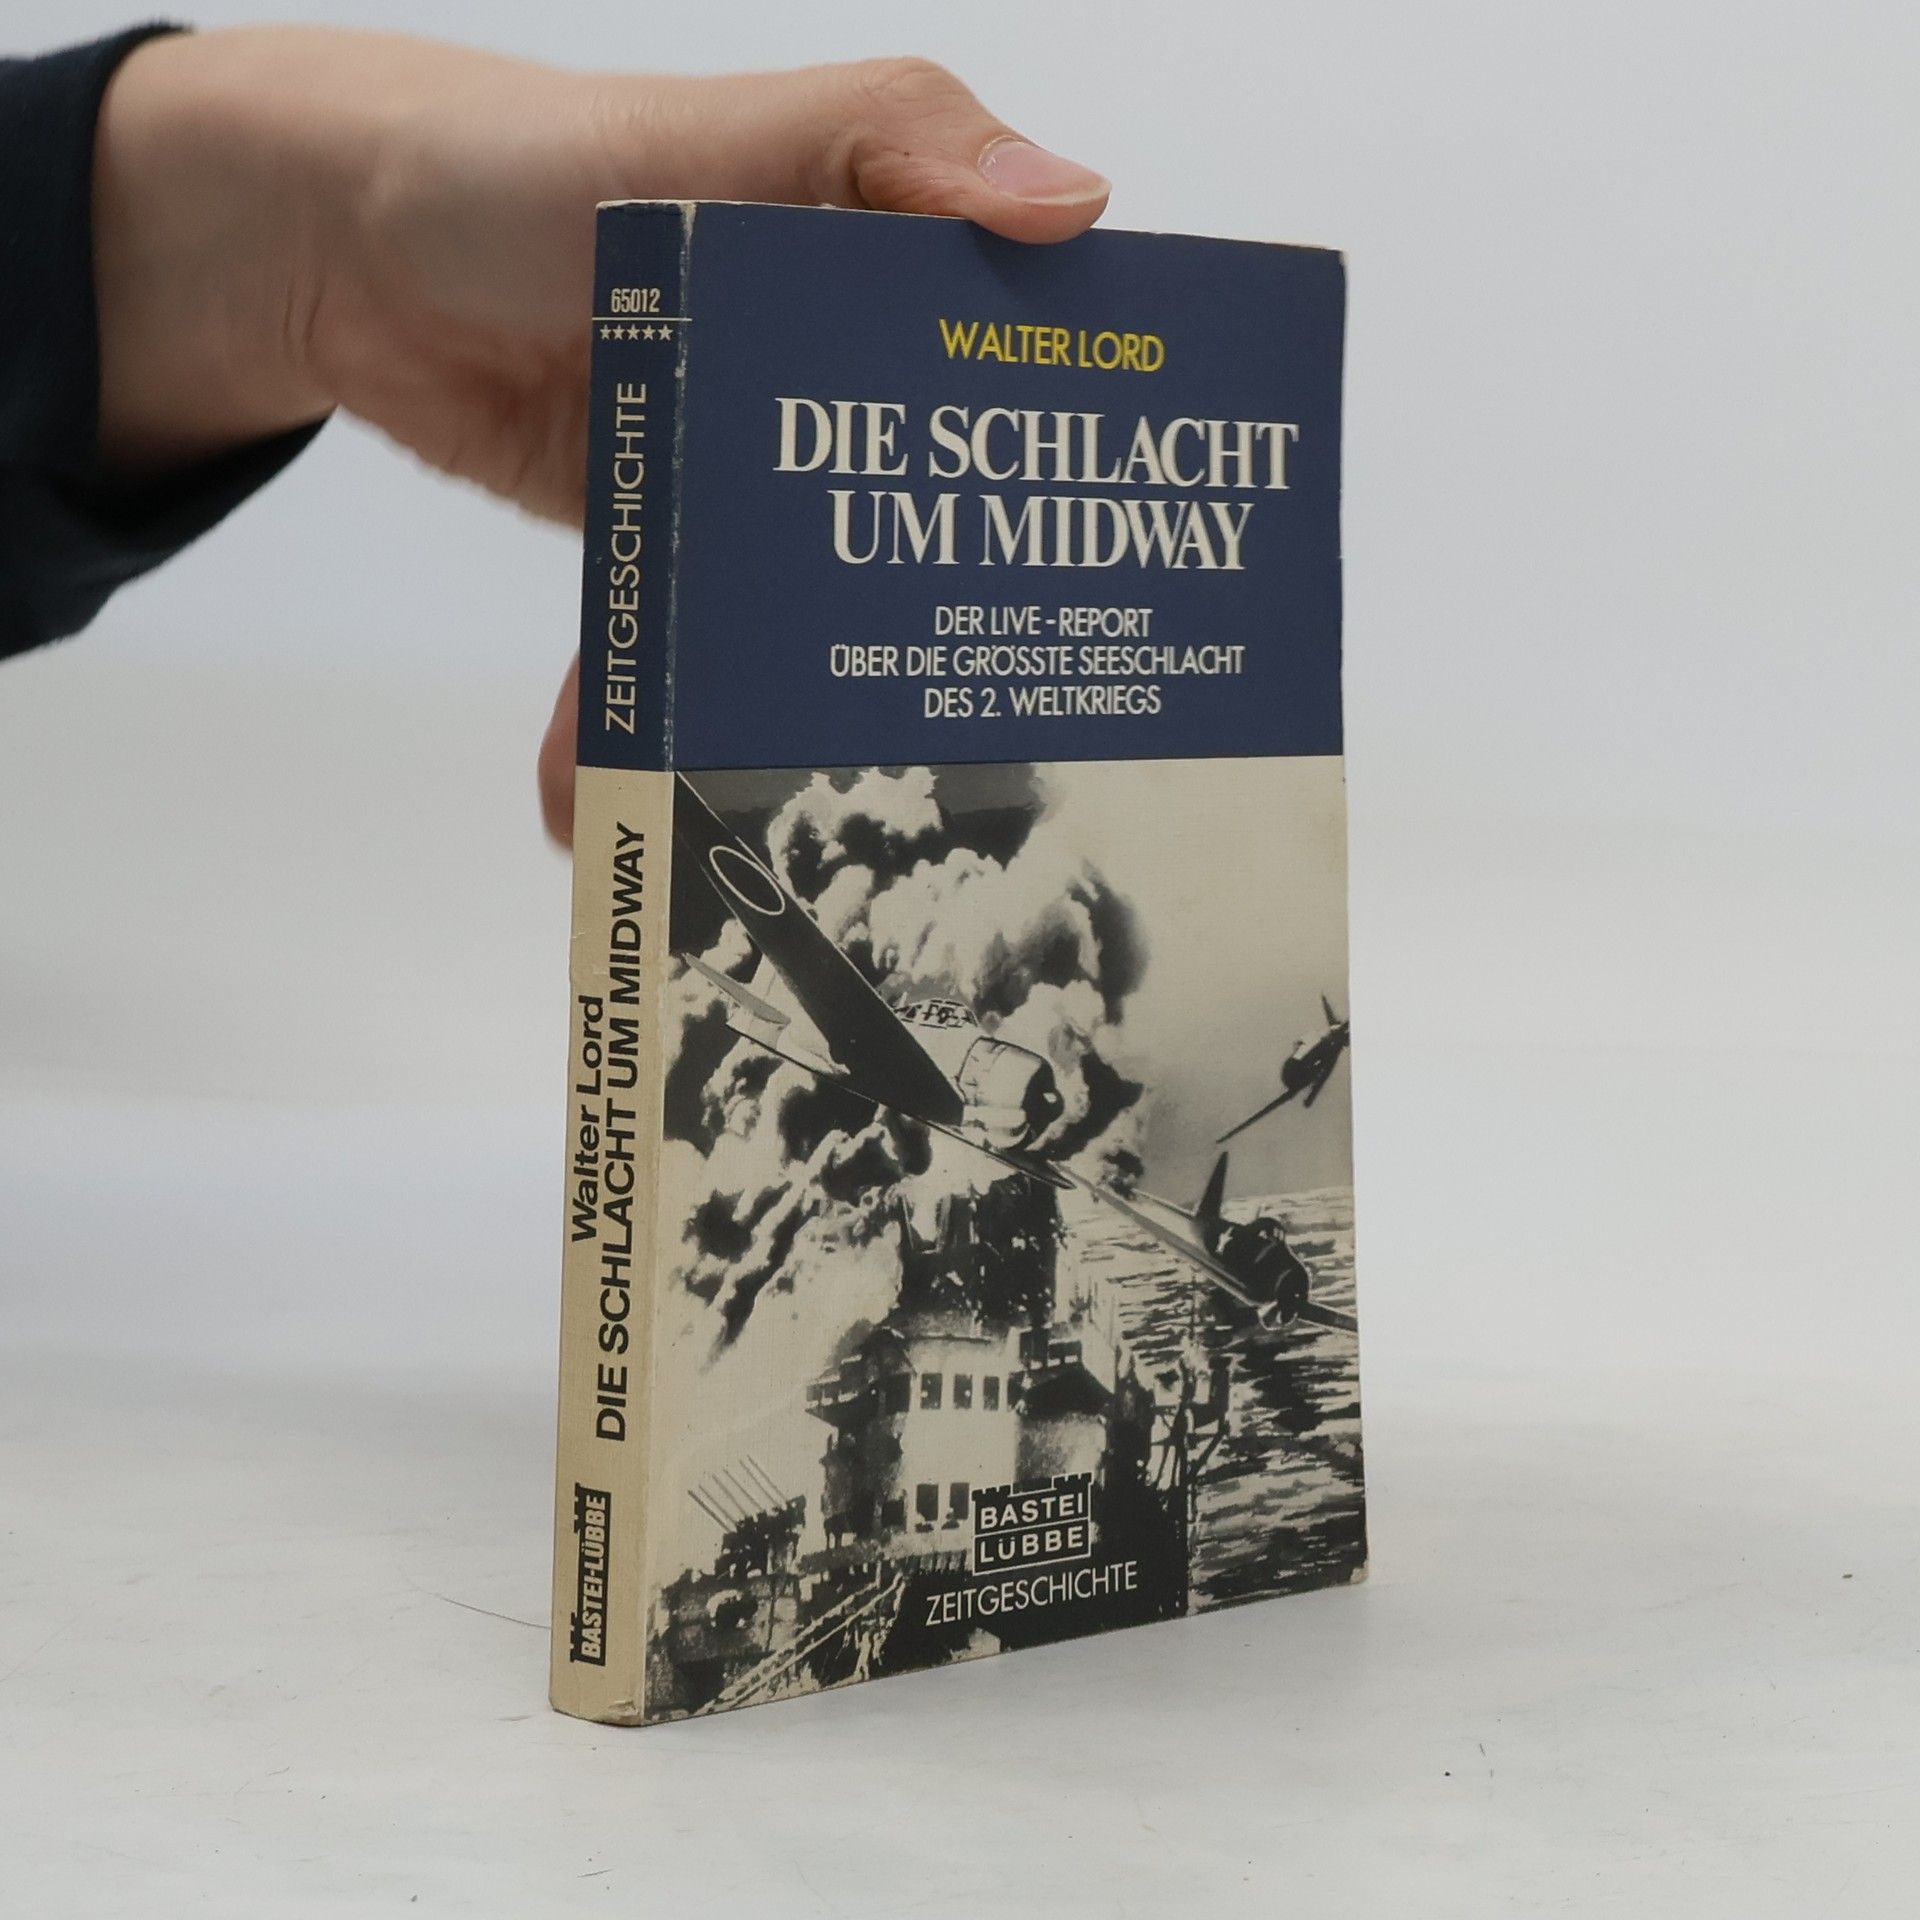 65012
★★★★★
ZEITGESCHICHTE
Walter Lord
DIE SCHLACHT UM MIDWAY
BASTEI-LÜBBE
WALTER LORD
DIE SCHLACHT
UM MIDWAY
DER LIVE-REPORT
ÜBER DIE GRÖSSTE SEESCHLACHT
DES 2. WELTKRIEGS
BASTEI
LÜBBE
ZEITGESCHICHTE